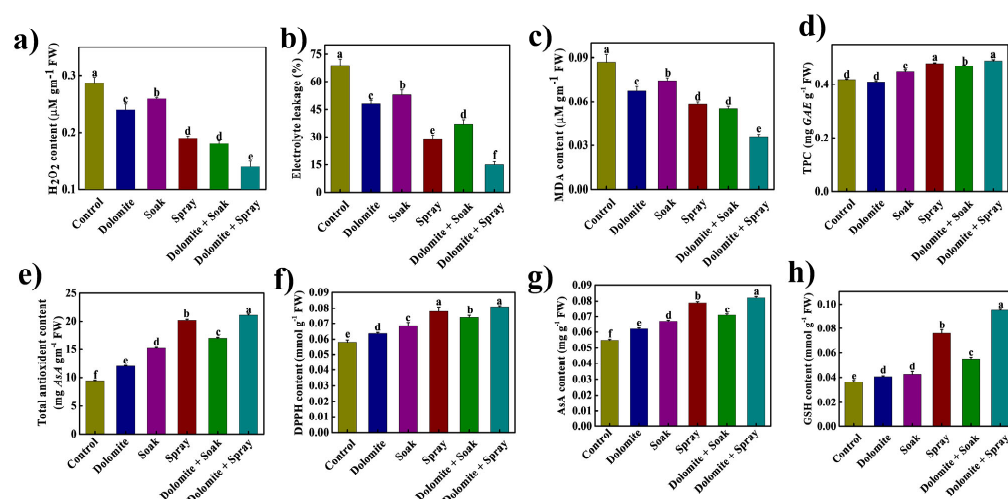 a)
H2O2 content (µM gm-1 FW)
0.3
0.2
0.1
a
c
b
d
d
e
Control
Dolomite
Soak
Spray
Dolomite + Soak
Dolomite + Spray
b)
Electrolyte leakage (%)
75
60
45
30
15
0
a
c
b
e
d
f
Control
Dolomite
Soak
Spray
Dolomite + Soak
Dolomite + Spray
c)
MDA content (µM gm-1 FW)
0.09
0.06
0.03
0.00
a
c
b
d
d
e
Control
Dolomite
Soak
Spray
Dolomite + Soak
Dolomite + Spray
d)
TPC (mg GAE g-1 FW)
0.4
0.2
0.0
d
d
c
a
b
a
Control
Dolomite
Soak
Spray
Dolomite + Soak
Dolomite + Spray
e)
Total antioxident content
(mg AsA gm-1 FW)
25
20
15
10
5
0
f
e
d
b
c
a
Control
Dolomite
Soak
Spray
Dolomite + Soak
Dolomite + Spray
f)
DPPH content (mmol g-1 FW)
0.09
0.08
0.07
0.06
0.05
0.04
0.03
0.02
0.01
0.00
e
d
c
a
b
a
Control
Dolomite
Soak
Spray
Dolomite + Soak
Dolomite + Spray
g)
AsA content (mg g-1 FW)
0.09
0.08
0.07
0.06
0.05
0.04
0.03
0.02
0.01
0.00
f
e
d
b
c
a
Control
Dolomite
Soak
Spray
Dolomite + Soak
Dolomite + Spray
h)
GSH content (mmol g-1 FW)
0.10
0.08
0.06
0.04
0.02
0.00
e
d
d
b
c
a
Control
Dolomite
Soak
Spray
Dolomite + Soak
Dolomite + Spray